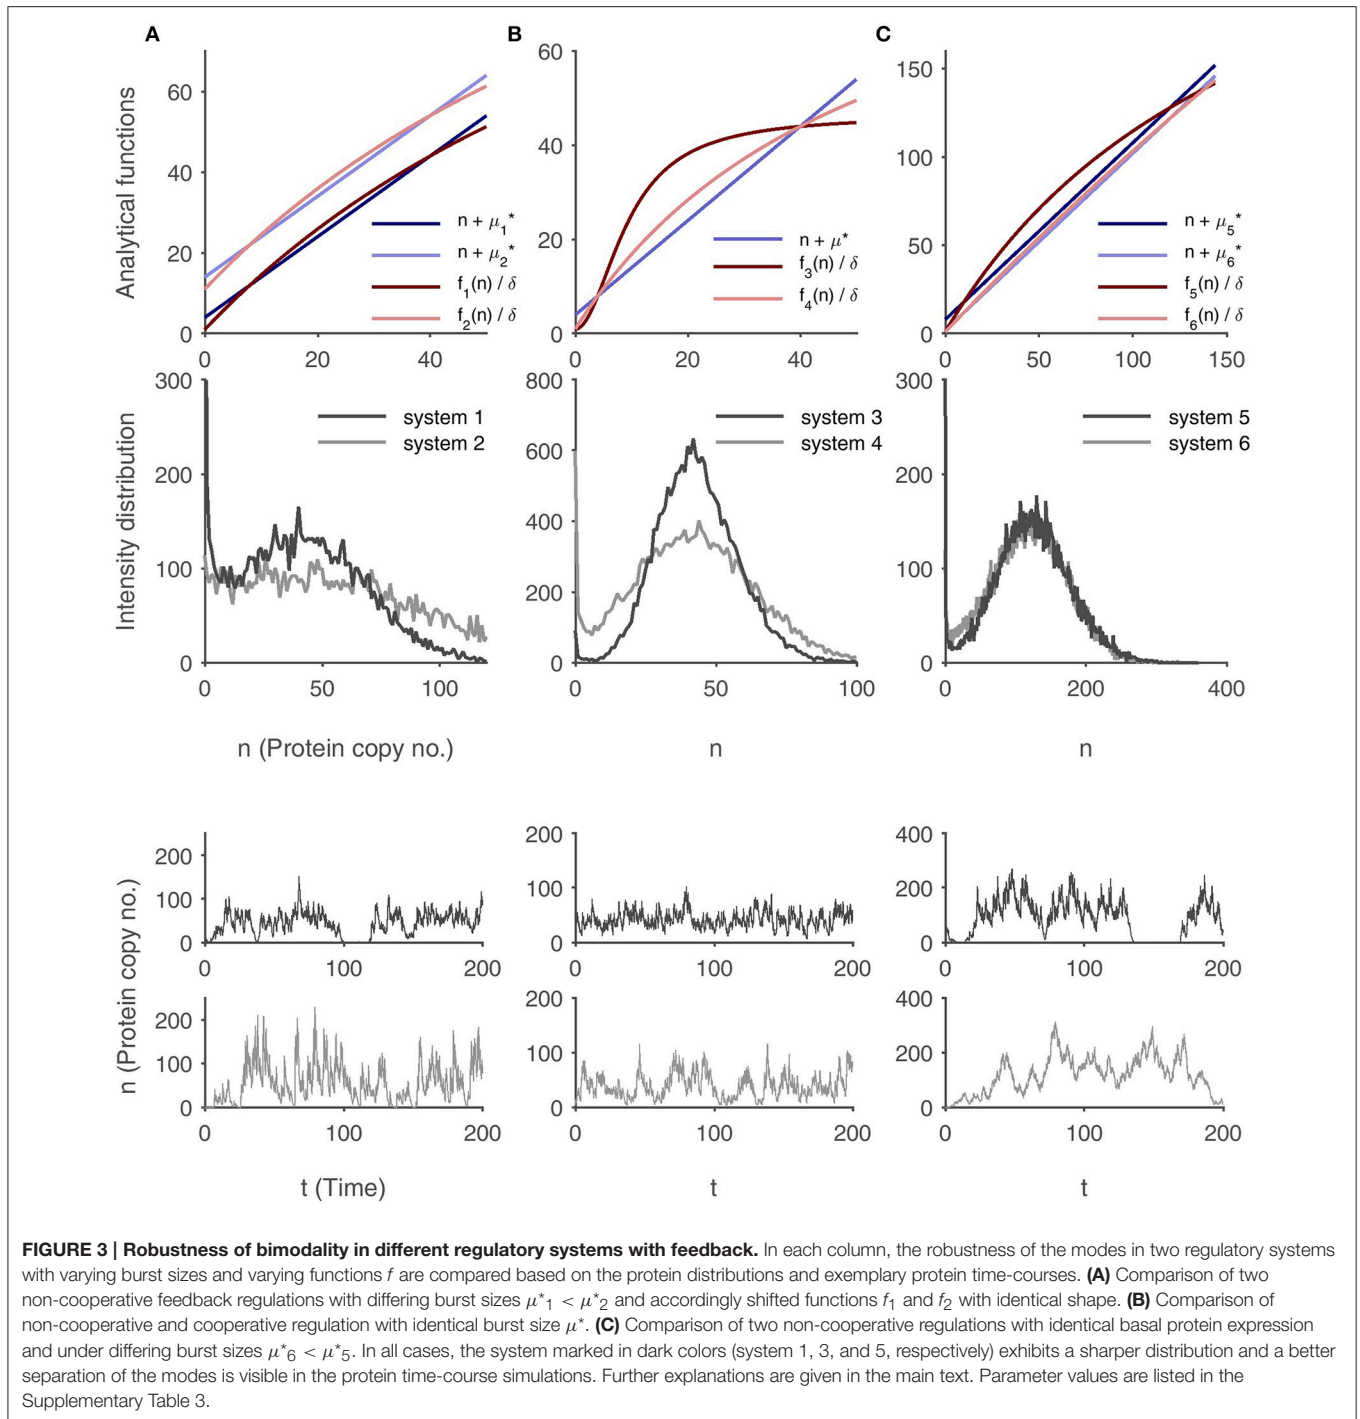 A
B
C
Analytical functions
60
40
20
0
0
20
40
n + μ₁*
n + μ₂*
f₁(n) / δ
f₂(n) / δ
60
40
20
0
0
20
40
n + μ*
f₃(n) / δ
f₄(n) / δ
150
100
50
0
0
50
100
150
n + μ₅*
n + μ₆*
f₅(n) / δ
f₆(n) / δ
Intensity distribution
300
200
100
0
0
50
100
system 1
system 2
n (Protein copy no.)
800
600
400
200
0
0
50
100
system 3
system 4
n
300
200
100
0
0
200
400
system 5
system 6
n
n (Protein copy no.)
200
100
0
0
100
200
200
100
0
0
100
200
400
200
0
0
100
200
200
100
0
0
100
200
t (Time)
200
100
0
0
100
200
t
400
200
0
0
100
200
t
FIGURE 3 | Robustness of bimodality in different regulatory systems with feedback. In each column, the robustness of the modes in two regulatory systems
with varying burst sizes and varying functions f are compared based on the protein distributions and exemplary protein time-courses. (A) Comparison of two
non-cooperative feedback regulations with differing burst sizes μ*₁ < μ*₂ and accordingly shifted functions f₁ and f₂ with identical shape. (B) Comparison of
non-cooperative and cooperative regulation with identical burst size μ*. (C) Comparison of two non-cooperative regulations with identical basal protein expression
and under differing burst sizes μ*₆ < μ*₅. In all cases, the system marked in dark colors (system 1, 3, and 5, respectively) exhibits a sharper distribution and a better
separation of the modes is visible in the protein time-course simulations. Further explanations are given in the main text. Parameter values are listed in the
Supplementary Table 3.